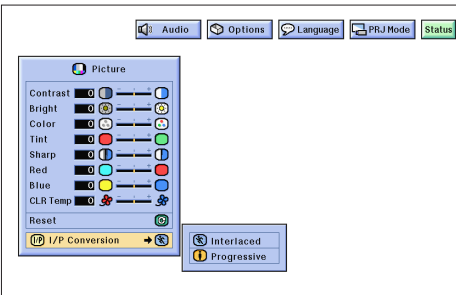 Audio Options Language PRJ Mode Status
Picture
Contrast 0
Bright 0
Color 0
Tint 0
Sharp 0
Red 0
Blue 0
CLR Temp 0
Reset
I/P I/P Conversion
Interlaced
Progressive